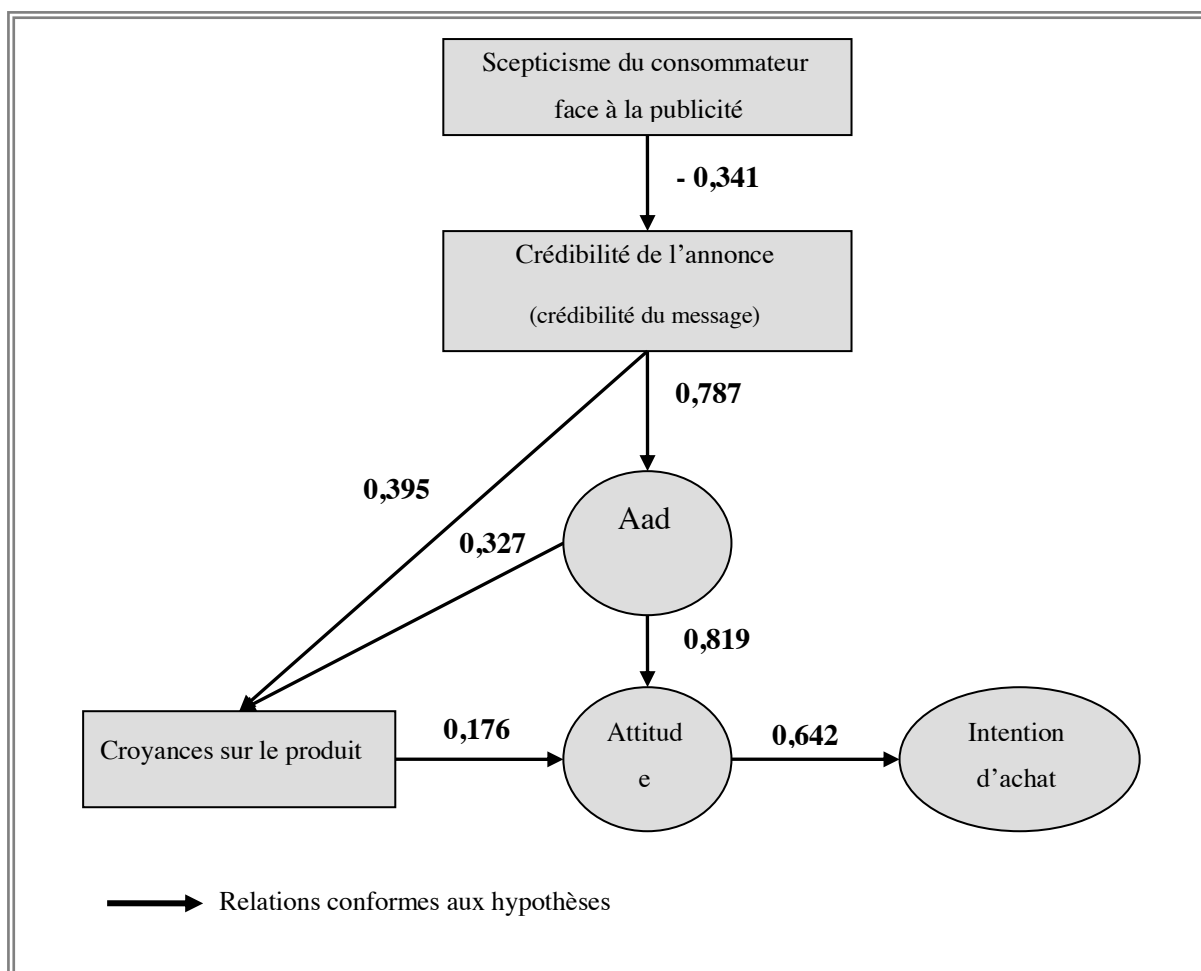 Scepticisme du consommateur
face à la publicité
- 0,341
Crédibilité de l’annonce
(crédibilité du message)
0,787
0,395
Aad
0,327
0,819
Croyances sur le produit
0,176
Attitud
e
0,642
Intention
d’achat
Relations conformes aux hypothèses